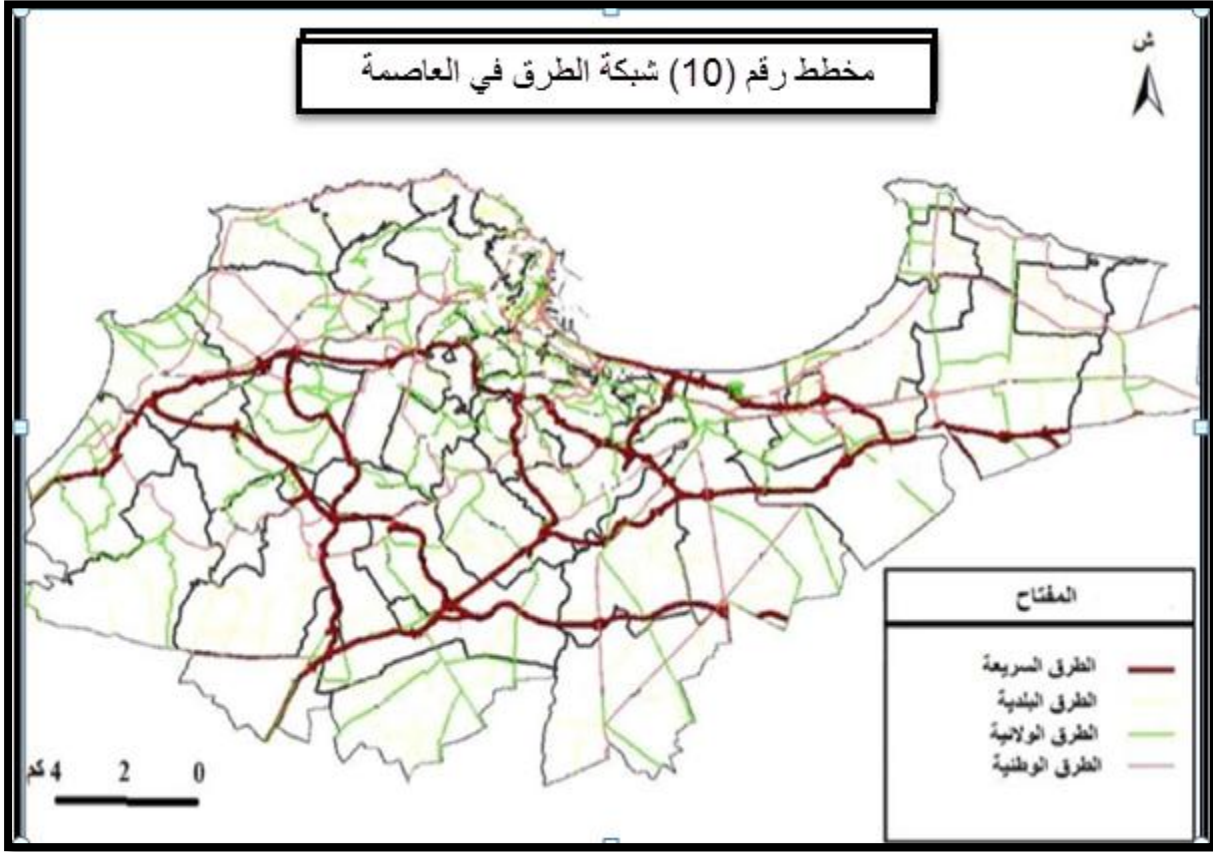 مخطط رقم (10) شبكة الطرق في العاصمة
ش
المفتاح
الطرق السريعة
الطرق البلدية
الطرق الولائية
الطرق الوطنية
0 2 4 كم